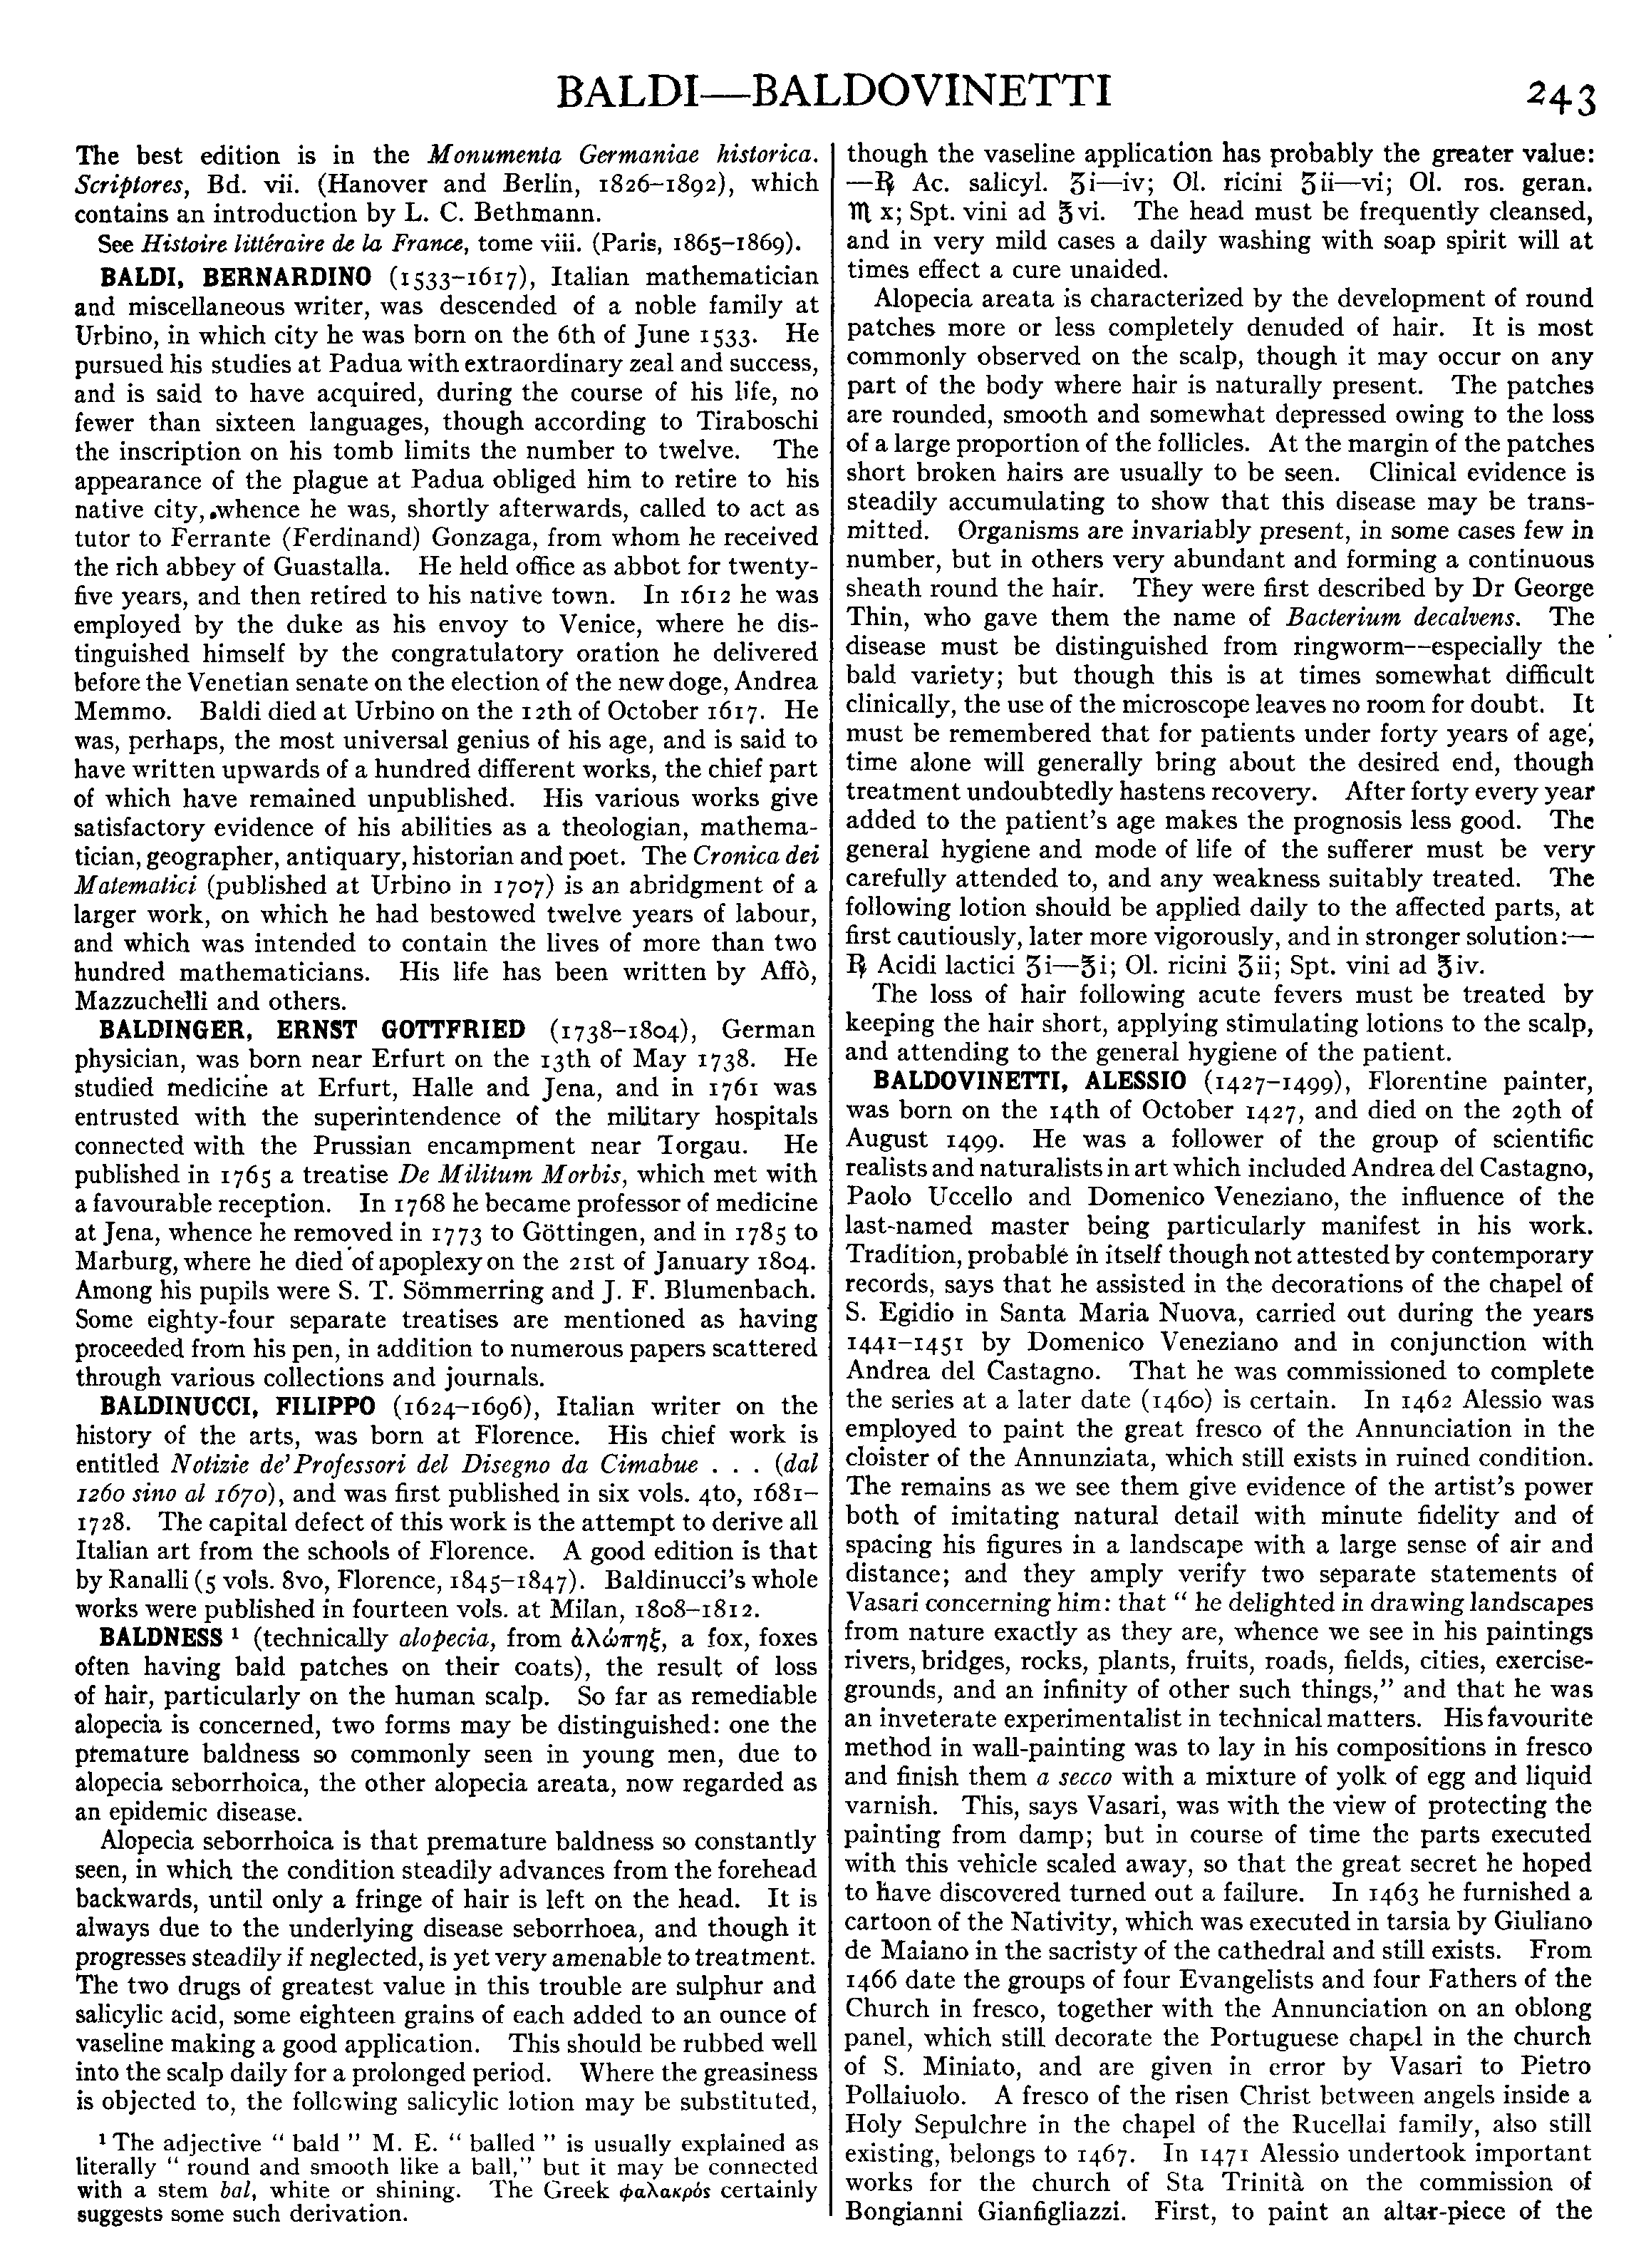 BALDI—BALDOVINETTI
243
The best edition is in the Monumenta Germaniae historica.
Scriptores, Bd. vii. (Hanover and Berlin, 1826–1892), which
contains an introduction by L. C. Bethmann.
See Histoire littéraire de la France, tome viii. (Paris, 1865–1869).
BALDI, BERNARDINO (1533–1617), Italian mathematician
and miscellaneous writer, was descended of a noble family at
Urbino, in which city he was born on the 6th of June 1533. He
pursued his studies at Padua with extraordinary zeal and success,
and is said to have acquired, during the course of his life, no
fewer than sixteen languages, though according to Tiraboschi
the inscription on his tomb limits the number to twelve. The
appearance of the plague at Padua obliged him to retire to his
native city, whence he was, shortly afterwards, called to act as
tutor to Ferrante (Ferdinand) Gonzaga, from whom he received
the rich abbey of Guastalla. He held office as abbot for twenty-
five years, and then retired to his native town. In 1612 he was
employed by the duke as his envoy to Venice, where he dis-
tinguished himself by the congratulatory oration he delivered
before the Venetian senate on the election of the new doge, Andrea
Memmo. Baldi died at Urbino on the 12th of October 1617. He
was, perhaps, the most universal genius of his age, and is said to
have written upwards of a hundred different works, the chief part
of which have remained unpublished. His various works give
satisfactory evidence of his abilities as a theologian, mathema-
tician, geographer, antiquary, historian and poet. The Cronica dei
Matematici (published at Urbino in 1707) is an abridgment of a
larger work, on which he had bestowed twelve years of labour,
and which was intended to contain the lives of more than two
hundred mathematicians. His life has been written by Affò,
Mazzuchelli and others.
BALDINGER, ERNST GOTTFRIED (1738–1804), German
physician, was born near Erfurt on the 13th of May 1738. He
studied medicine at Erfurt, Halle and Jena, and in 1761 was
entrusted with the superintendence of the military hospitals
connected with the Prussian encampment near Torgau. He
published in 1765 a treatise De Militum Morbis, which met with
a favourable reception. In 1768 he became professor of medicine
at Jena, whence he removed in 1773 to Göttingen, and in 1785 to
Marburg, where he died of apoplexy on the 21st of January 1804.
Among his pupils were S. T. Sömmerring and J. F. Blumenbach.
Some eighty-four separate treatises are mentioned as having
proceeded from his pen, in addition to numerous papers scattered
through various collections and journals.
BALDINUCCI, FILIPPO (1624–1696), Italian writer on the
history of the arts, was born at Florence. His chief work is
entitled Notizie de' Professori del Disegno da Cimabue . . . (dal
1260 sino al 1670), and was first published in six vols. 4to, 1681–
1728. The capital defect of this work is the attempt to derive all
Italian art from the schools of Florence. A good edition is that
by Ranalli (5 vols. 8vo, Florence, 1845–1847). Baldinucci's whole
works were published in fourteen vols. at Milan, 1808–1812.
BALDNESS ¹ (technically alopecia, from ἀλώπηξ, a fox, foxes
often having bald patches on their coats), the result of loss
of hair, particularly on the human scalp. So far as remediable
alopecia is concerned, two forms may be distinguished: one the
premature baldness so commonly seen in young men, due to
alopecia seborrhoica, the other alopecia areata, now regarded as
an epidemic disease.
Alopecia seborrhoica is that premature baldness so constantly
seen, in which the condition steadily advances from the forehead
backwards, until only a fringe of hair is left on the head. It is
always due to the underlying disease seborrhoea, and though it
progresses steadily if neglected, is yet very amenable to treatment.
The two drugs of greatest value in this trouble are sulphur and
salicylic acid, some eighteen grains of each added to an ounce of
vaseline making a good application. This should be rubbed well
into the scalp daily for a prolonged period. Where the greasiness
is objected to, the following salicylic lotion may be substituted,
¹ The adjective “ bald ” M. E. “ balled ” is usually explained as
literally “ round and smooth like a ball,” but it may be connected
with a stem bal, white or shining. The Greek φαλακρός certainly
suggests some such derivation.
though the vaseline application has probably the greater value:
—℞ Ac. salicyl. ʒi—iv; Ol. ricini ʒii—vi; Ol. ros. geran.
♏ x; Spt. vini ad ℥vi. The head must be frequently cleansed,
and in very mild cases a daily washing with soap spirit will at
times effect a cure unaided.
Alopecia areata is characterized by the development of round
patches more or less completely denuded of hair. It is most
commonly observed on the scalp, though it may occur on any
part of the body where hair is naturally present. The patches
are rounded, smooth and somewhat depressed owing to the loss
of a large proportion of the follicles. At the margin of the patches
short broken hairs are usually to be seen. Clinical evidence is
steadily accumulating to show that this disease may be trans-
mitted. Organisms are invariably present, in some cases few in
number, but in others very abundant and forming a continuous
sheath round the hair. They were first described by Dr George
Thin, who gave them the name of Bacterium decalvens. The
disease must be distinguished from ringworm--especially the
bald variety; but though this is at times somewhat difficult
clinically, the use of the microscope leaves no room for doubt. It
must be remembered that for patients under forty years of age,
time alone will generally bring about the desired end, though
treatment undoubtedly hastens recovery. After forty every year
added to the patient's age makes the prognosis less good. The
general hygiene and mode of life of the sufferer must be very
carefully attended to, and any weakness suitably treated. The
following lotion should be applied daily to the affected parts, at
first cautiously, later more vigorously, and in stronger solution:—
℞ Acidi lactici ʒi—℥i; Ol. ricini ʒii; Spt. vini ad ℥iv.
The loss of hair following acute fevers must be treated by
keeping the hair short, applying stimulating lotions to the scalp,
and attending to the general hygiene of the patient.
BALDOVINETTI, ALESSIO (1427–1499), Florentine painter,
was born on the 14th of October 1427, and died on the 29th of
August 1499. He was a follower of the group of scientific
realists and naturalists in art which included Andrea del Castagno,
Paolo Uccello and Domenico Veneziano, the influence of the
last-named master being particularly manifest in his work.
Tradition, probable in itself though not attested by contemporary
records, says that he assisted in the decorations of the chapel of
S. Egidio in Santa Maria Nuova, carried out during the years
1441–1451 by Domenico Veneziano and in conjunction with
Andrea del Castagno. That he was commissioned to complete
the series at a later date (1460) is certain. In 1462 Alessio was
employed to paint the great fresco of the Annunciation in the
cloister of the Annunziata, which still exists in ruined condition.
The remains as we see them give evidence of the artist's power
both of imitating natural detail with minute fidelity and of
spacing his figures in a landscape with a large sense of air and
distance; and they amply verify two separate statements of
Vasari concerning him: that “ he delighted in drawing landscapes
from nature exactly as they are, whence we see in his paintings
rivers, bridges, rocks, plants, fruits, roads, fields, cities, exercise-
grounds, and an infinity of other such things,” and that he was
an inveterate experimentalist in technical matters. His favourite
method in wall-painting was to lay in his compositions in fresco
and finish them a secco with a mixture of yolk of egg and liquid
varnish. This, says Vasari, was with the view of protecting the
painting from damp; but in course of time the parts executed
with this vehicle scaled away, so that the great secret he hoped
to have discovered turned out a failure. In 1463 he furnished a
cartoon of the Nativity, which was executed in tarsia by Giuliano
de Maiano in the sacristy of the cathedral and still exists. From
1466 date the groups of four Evangelists and four Fathers of the
Church in fresco, together with the Annunciation on an oblong
panel, which still decorate the Portuguese chapel in the church
of S. Miniato, and are given in error by Vasari to Pietro
Pollaiuolo. A fresco of the risen Christ between angels inside a
Holy Sepulchre in the chapel of the Rucellai family, also still
existing, belongs to 1467. In 1471 Alessio undertook important
works for the church of Sta Trinità on the commission of
Bongianni Gianfigliazzi. First, to paint an altar-piece of the